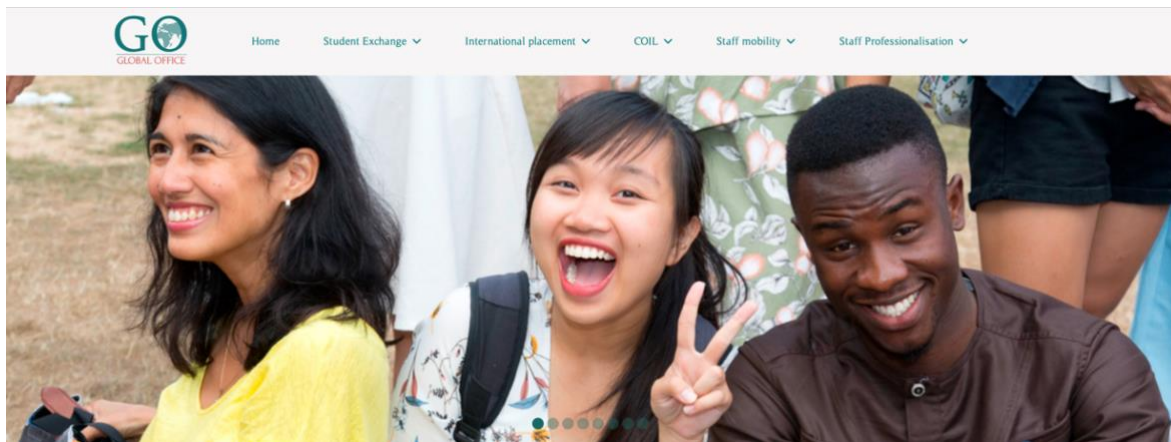 GO
GLOBAL OFFICE
Home
Student Exchange
International placement
COIL
Staff mobility
Staff Professionalisation